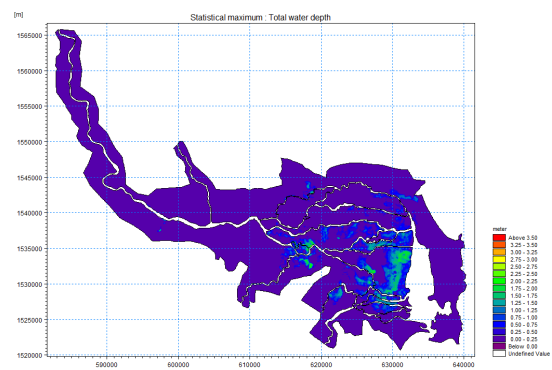 Statistical maximum : Total water depth
[m]
1565000
1560000
1555000
1550000
1545000
1540000
1535000
1530000
1525000
1520000
590000 600000 610000 620000 630000 640000
meter
Above 3.50
3.25 - 3.50
3.00 - 3.25
2.75 - 3.00
2.50 - 2.75
2.25 - 2.50
2.00 - 2.25
1.75 - 2.00
1.50 - 1.75
1.25 - 1.50
1.00 - 1.25
0.75 - 1.00
0.50 - 0.75
0.25 - 0.50
0.00 - 0.25
Below 0.00
Undefined Value